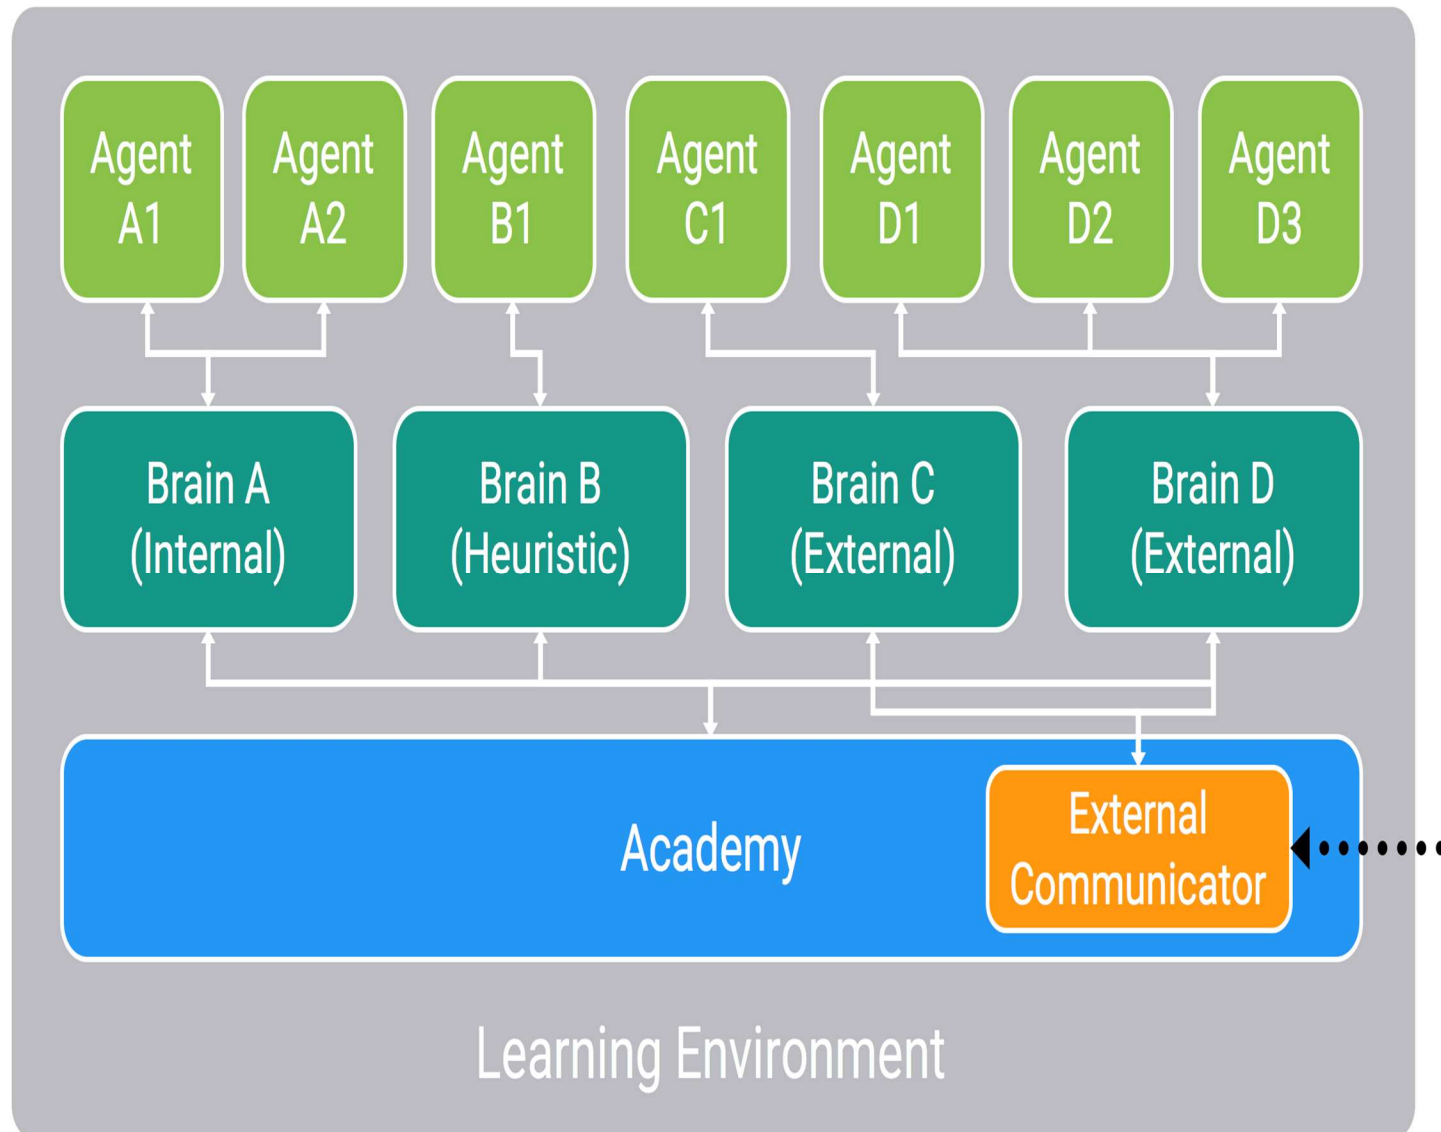 Agent
A1
Agent
A2
Agent
B1
Agent
C1
Agent
D1
Agent
D2
Agent
D3
Brain A
(Internal)
Brain B
(Heuristic)
Brain C
(External)
Brain D
(External)
Academy
External
Communicator
Learning Environment